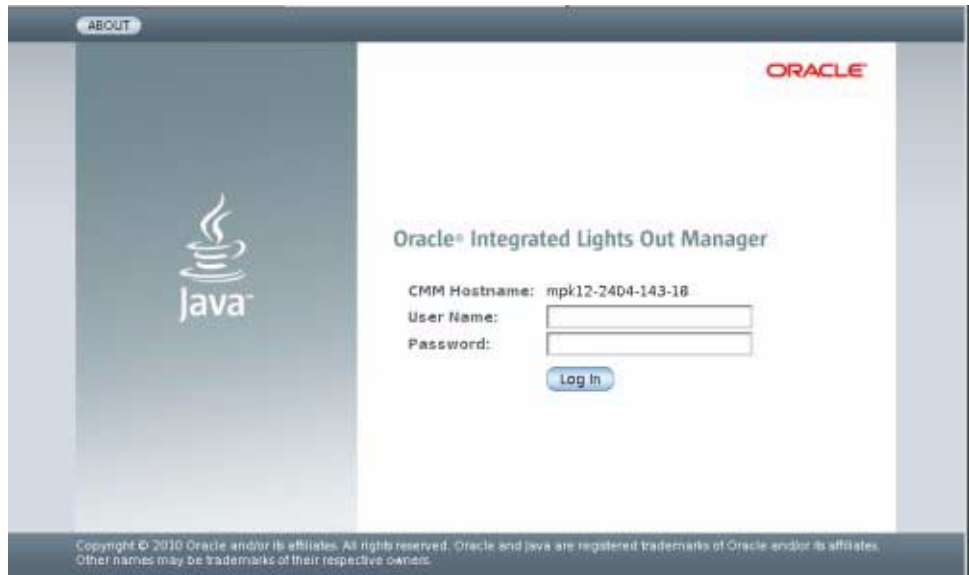 ABOUT
ORACLE
Java™
Oracle® Integrated Lights Out Manager
CMM Hostname: mpk12-2404-143-18
User Name:
Password:
Log In
Copyright © 2010 Oracle and/or its affiliates. All rights reserved. Oracle and Java are registered trademarks of Oracle and/or its affiliates.
Other names may be trademarks of their respective owners.